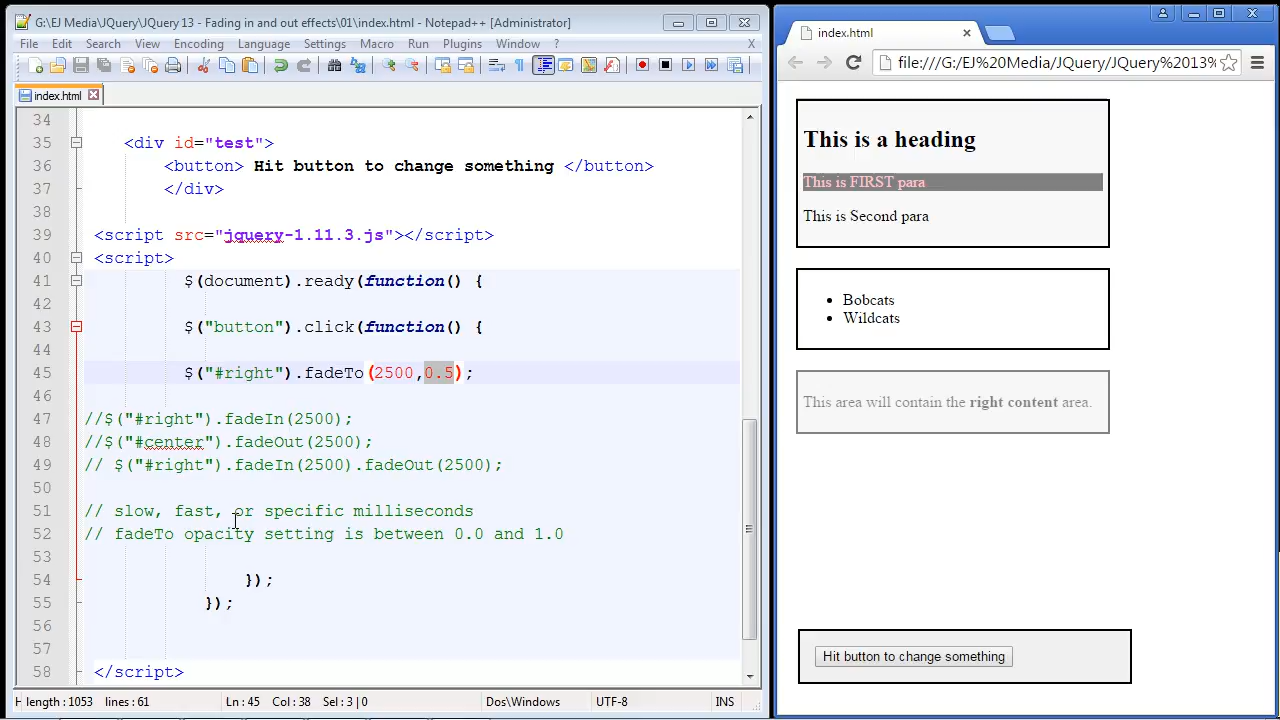 G:\EJ Media\JQuery\JQuery 13 - Fading in and out effects\01\index.html - Notepad++ [Administrator]
File Edit Search View Encoding Language Settings Macro Run Plugins Window ? X
index.html
34
35 <div id="test">
36 <button> Hit button to change something </button>
37 </div>
38
39 <script src="jquery-1.11.3.js"></script>
40 <script>
41 $(document).ready(function() {
42
43 $("button").click(function() {
44
45 $("#right").fadeTo(2500,0.5);
46
47 //$("#right").fadeIn(2500);
48 //$("#center").fadeOut(2500);
49 // $("#right").fadeIn(2500).fadeOut(2500);
50
51 // slow, fast, or specific milliseconds
52 // fadeTo opacity setting is between 0.0 and 1.0
53
54 });
55 });
56
57
58 </script>
H length : 1053 lines : 61 Ln : 45 Col : 38 Sel : 3 | 0 Dos\Windows UTF-8 INS
index.html
file:///G:/EJ%20Media/JQuery/JQuery%2013%
This is a heading
This is FIRST para
This is Second para
• Bobcats
• Wildcats
This area will contain the right content area.
Hit button to change something